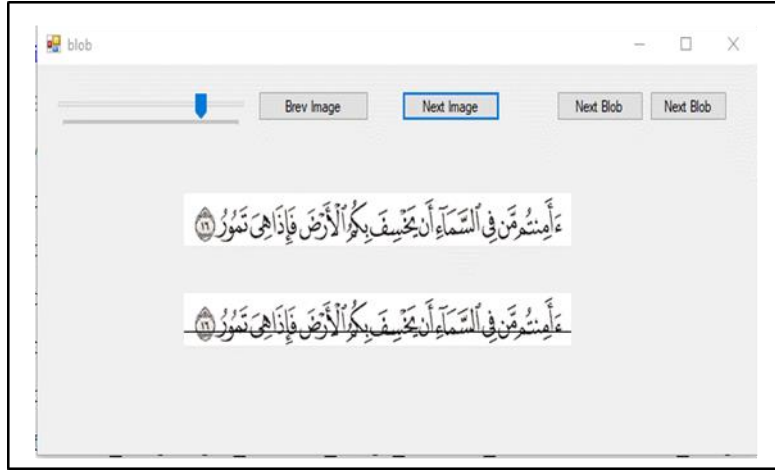 blob
Brev Image
Next Image
Next Blob
Next Blob
ءَأَمِنتُم مَّن فِي ٱلسَّمَآءِ أَن يَخْسِفَ بِكُمُ ٱلْأَرْضَ فَإِذَا هِيَ تَمُورُ ١٦
ءَأَمِنتُم مَّن فِي ٱلسَّمَآءِ أَن يَخْسِفَ بِكُمُ ٱلْأَرْضَ فَإِذَا هِيَ تَمُورُ ١٦